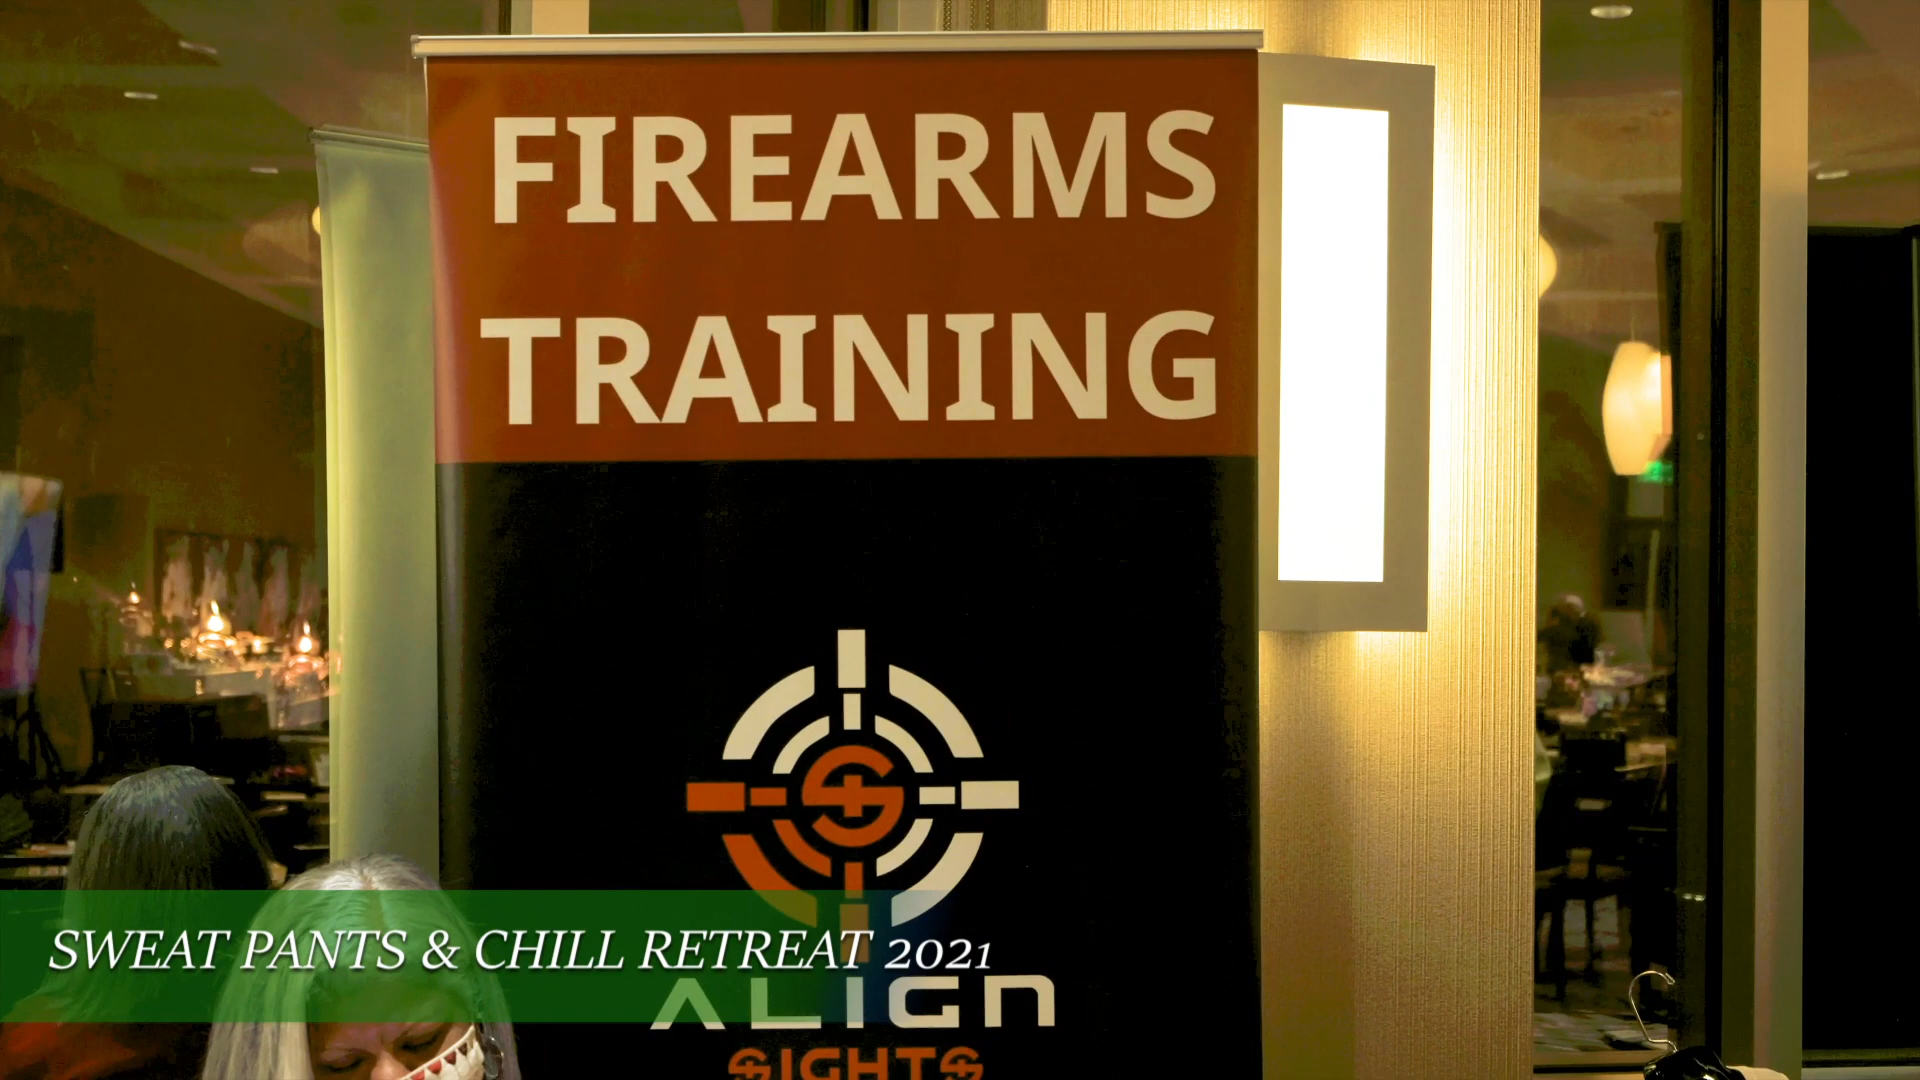 FIREARMS
TRAINING
SWEAT PANTS & CHILL RETREAT 2021
ALIGN
SIGHTS